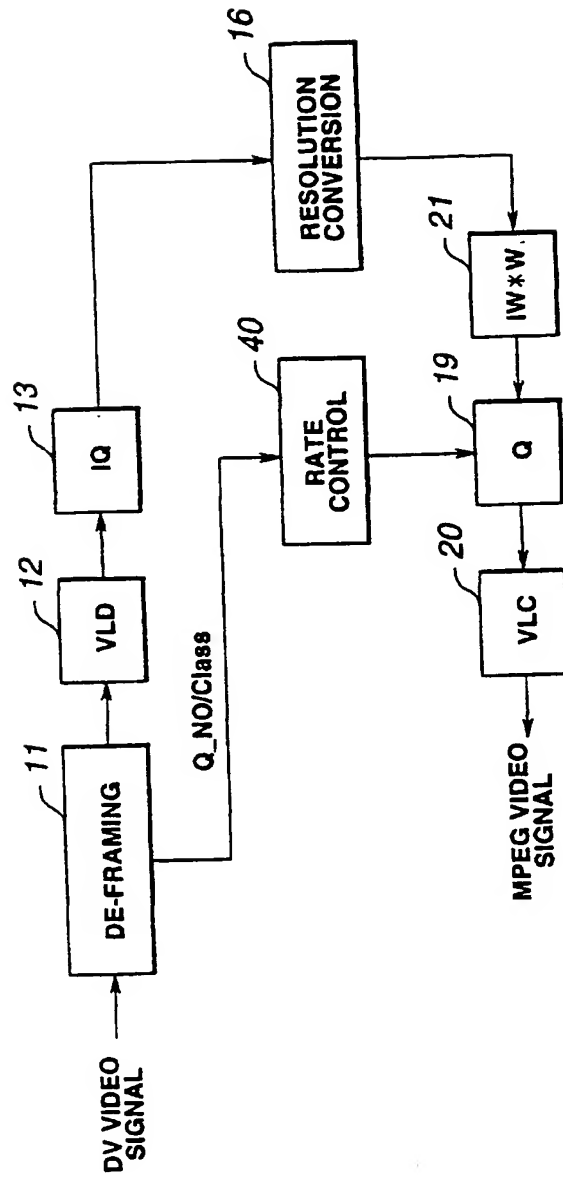 DV VIDEO
SIGNAL
11
DE-FRAMING
12
VLD
13
IQ
Q_NO/Class
40
RATE
CONTROL
16
RESOLUTION
CONVERSION
MPEG VIDEO
SIGNAL
20
VLC
19
Q
21
IW*W.